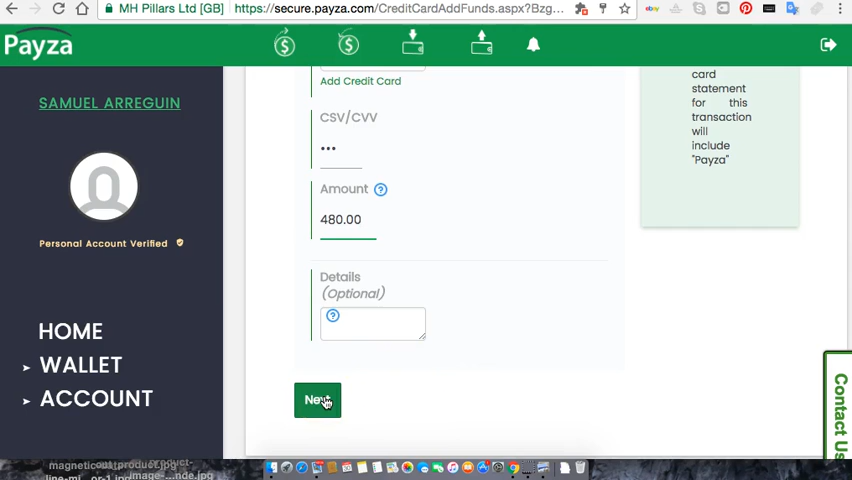 MH Pillars Ltd [GB]
https://secure.payza.com/CreditCardAddFunds.aspx?Bzg...
ebay
Payza
SAMUEL ARREGUIN
Personal Account Verified
HOME
WALLET
ACCOUNT
Add Credit Card
CSV/CVV
•••
Amount ?
480.00
Details
(Optional)
?
Next
card
statement
for this
transaction
will
include
"Payza"
Contact Us